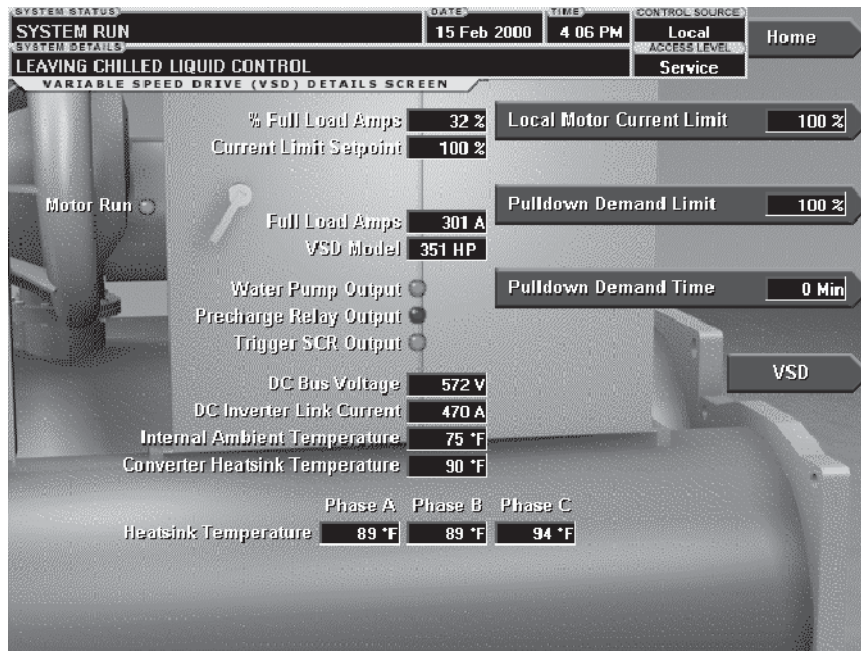 SYSTEM STATUS
SYSTEM RUN
DATE
15 Feb 2000
TIME
4 06 PM
CONTROL SOURCE
Local
Home
SYSTEM DETAILS
LEAVING CHILLED LIQUID CONTROL
ACCESS LEVEL
Service
VARIABLE SPEED DRIVE (VSD) DETAILS SCREEN
% Full Load Amps 32 %
Local Motor Current Limit 100 %
Current Limit Setpoint 100 %
Motor Run
Pulldown Demand Limit 100 %
Full Load Amps 301 A
VSD Model 351 HP
Water Pump Output
Pulldown Demand Time 0 Min
Precharge Relay Output
Trigger SCR Output
VSD
DC Bus Voltage 572 V
DC Inverter Link Current 470 A
Internal Ambient Temperature 75 °F
Converter Heatsink Temperature 90 °F
Phase A Phase B Phase C
Heatsink Temperature 89 °F 89 °F 94 °F